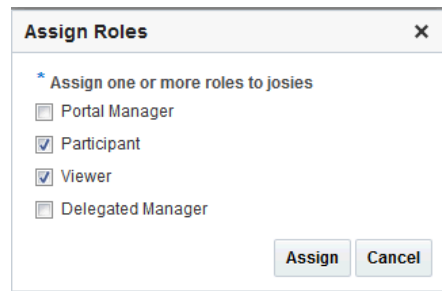 Assign Roles
* Assign one or more roles to josies
Portal Manager
Participant
Viewer
Delegated Manager
Assign Cancel